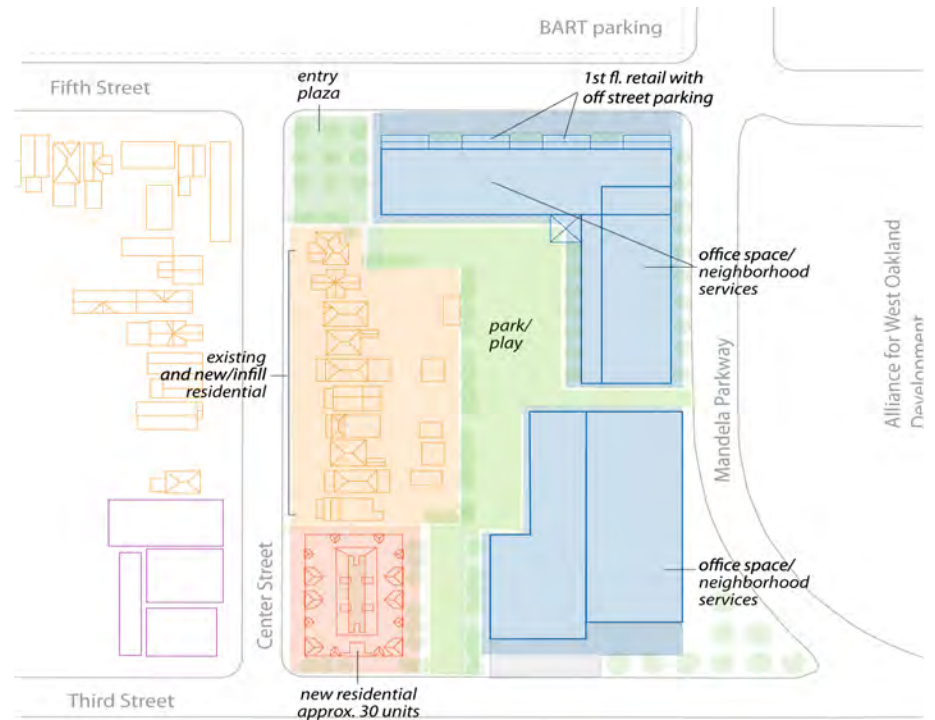 BART parking
Fifth Street
entry
plaza
1st fl. retail with
off street parking
office space/
neighborhood
services
park/
play
existing
and new/infill
residential
Mandela Parkway
Alliance for West Oakland
Development
office space/
neighborhood
services
Center Street
Third Street
new residential
approx. 30 units